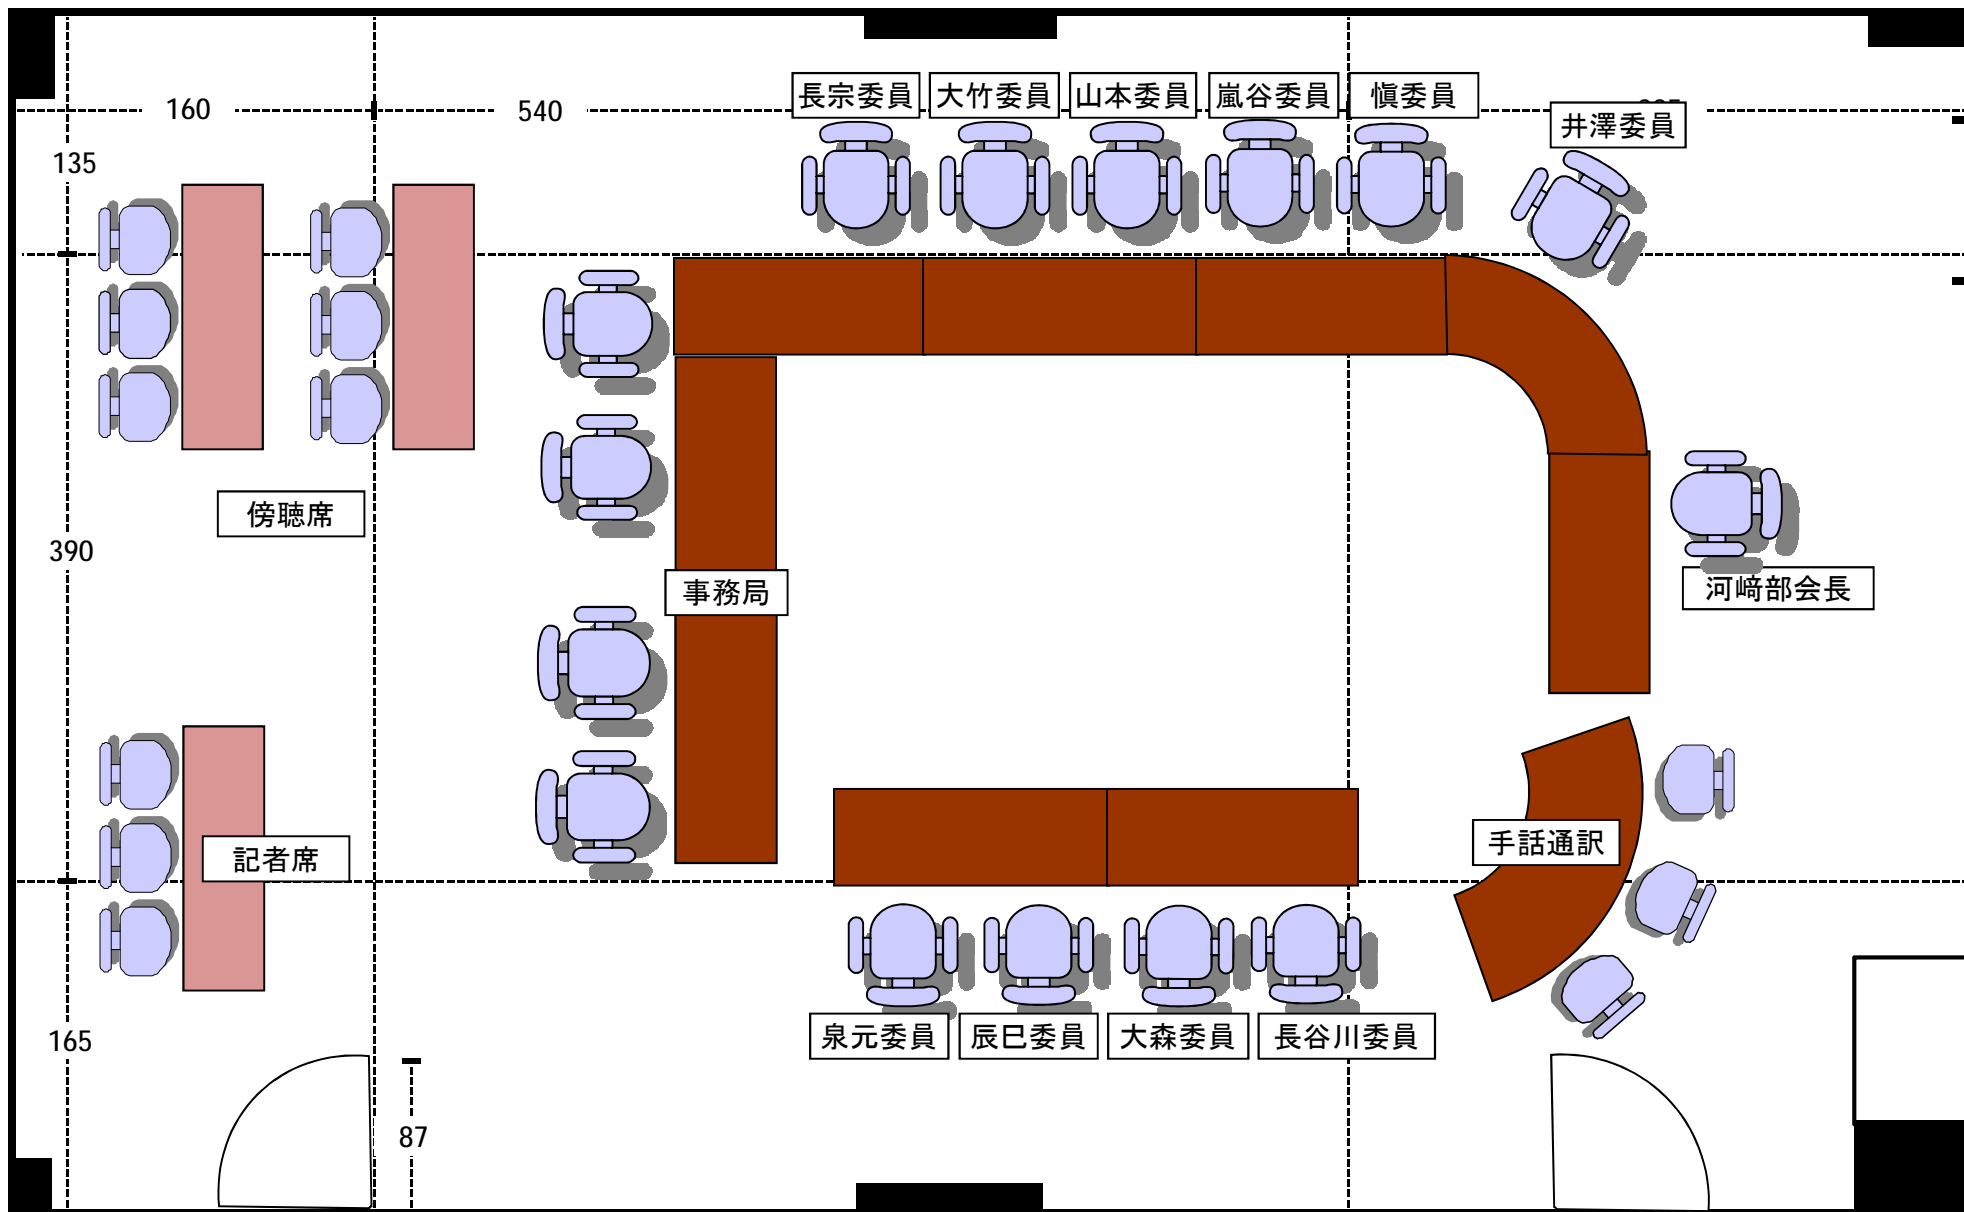 長宗委員
大竹委員
山本委員
嵐谷委員
愼委員
井澤委員
160
540
135
傍聴席
390
事務局
河﨑部会長
手話通訳
記者席
泉元委員
辰巳委員
大森委員
長谷川委員
165
87